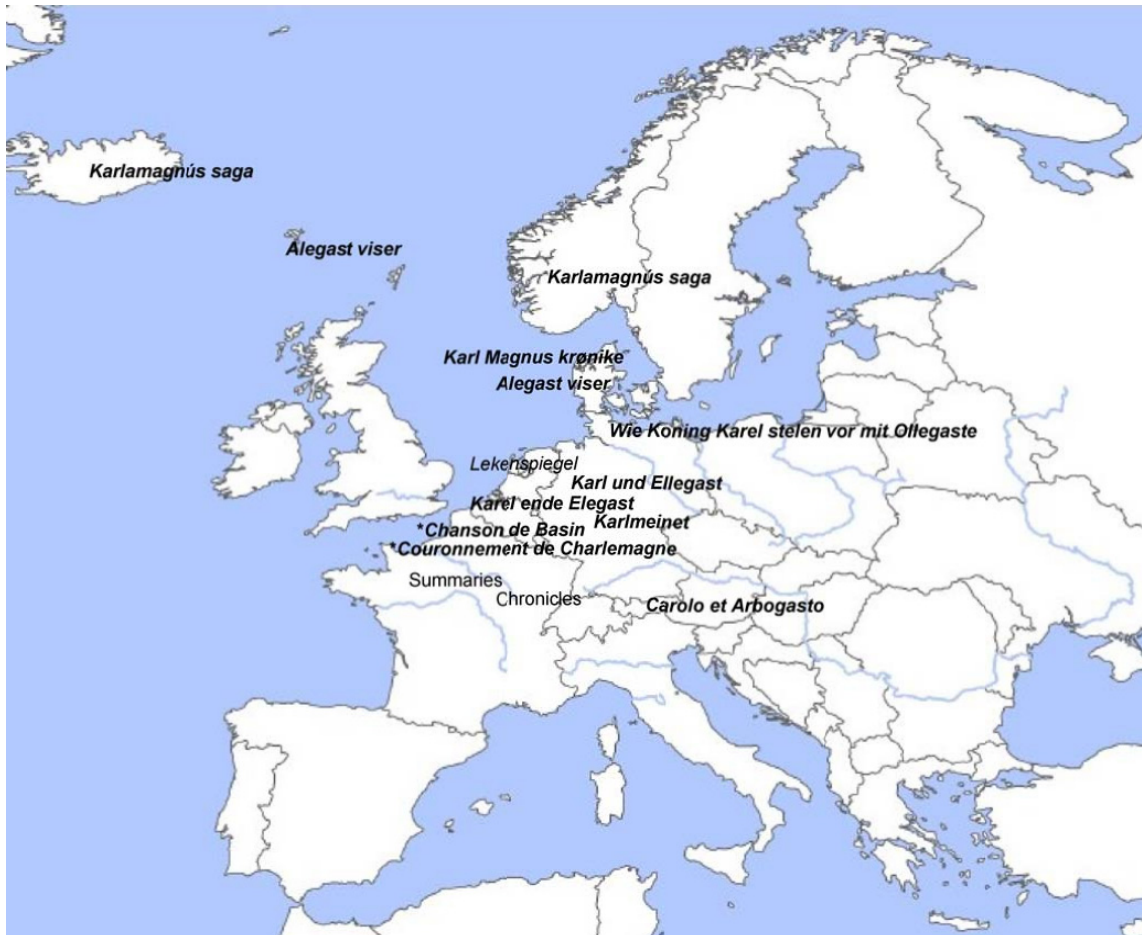 Karlamagnús saga
Alegast viser
Karlamagnús saga
Karl Magnus krønike
Alegast viser
Wie Koning Karel stelen vor mit Ollegaste
Lekenspiegel
Karl und Ellegast
Karel ende Elegast
Karlmeinet
*Chanson de Basin
*Couronnement de Charlemagne
Summaries
Chronicles
Carolo et Arbogasto